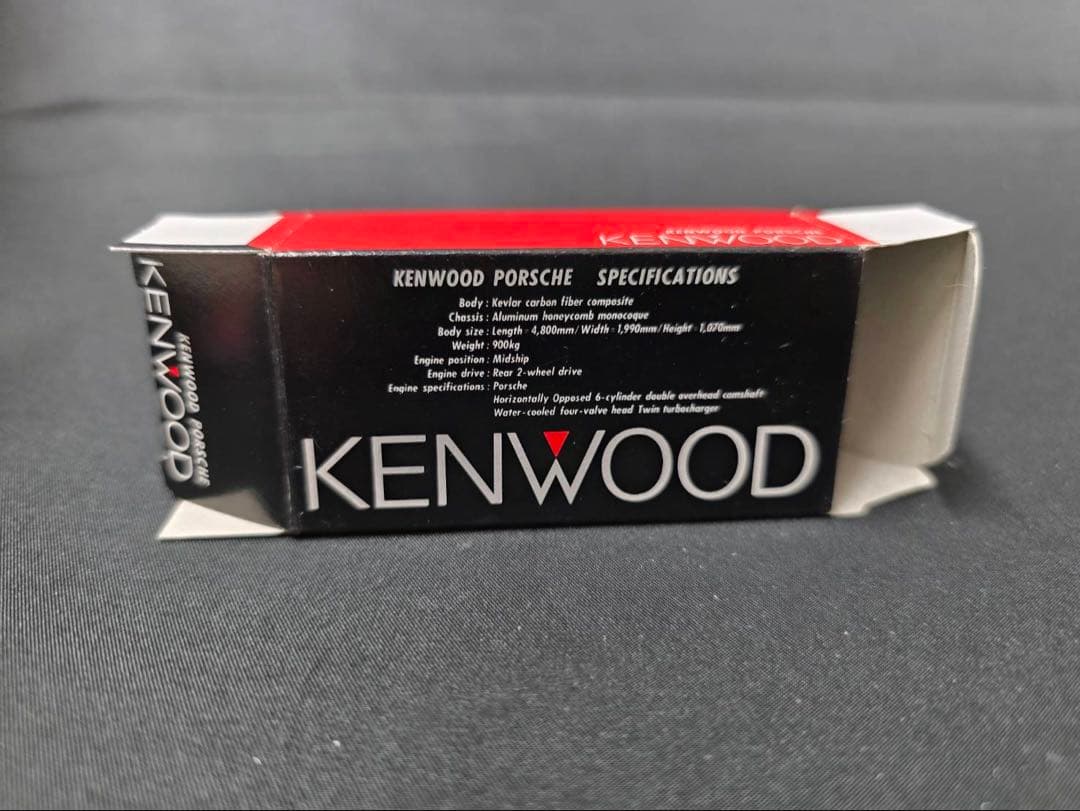 KENWOOD PORSCHE
KENWOOD
KENWOOD PORSCHE SPECIFICATIONS
Body : Kevlar carbon fiber composite
Chassis : Aluminum honeycomb monocoque
Body size : Length 4,800mm / Width 1,990mm / Height 1,070mm
Weight : 900kg
Engine position : Midship
Engine drive : Rear 2-wheel drive
Engine specifications : Porsche
Horizontally Opposed 6-cylinder double overhead camshaft
Water-cooled four-valve head Twin turbocharger
KENWOOD
KENWOOD
KENWOOD PORSCHE